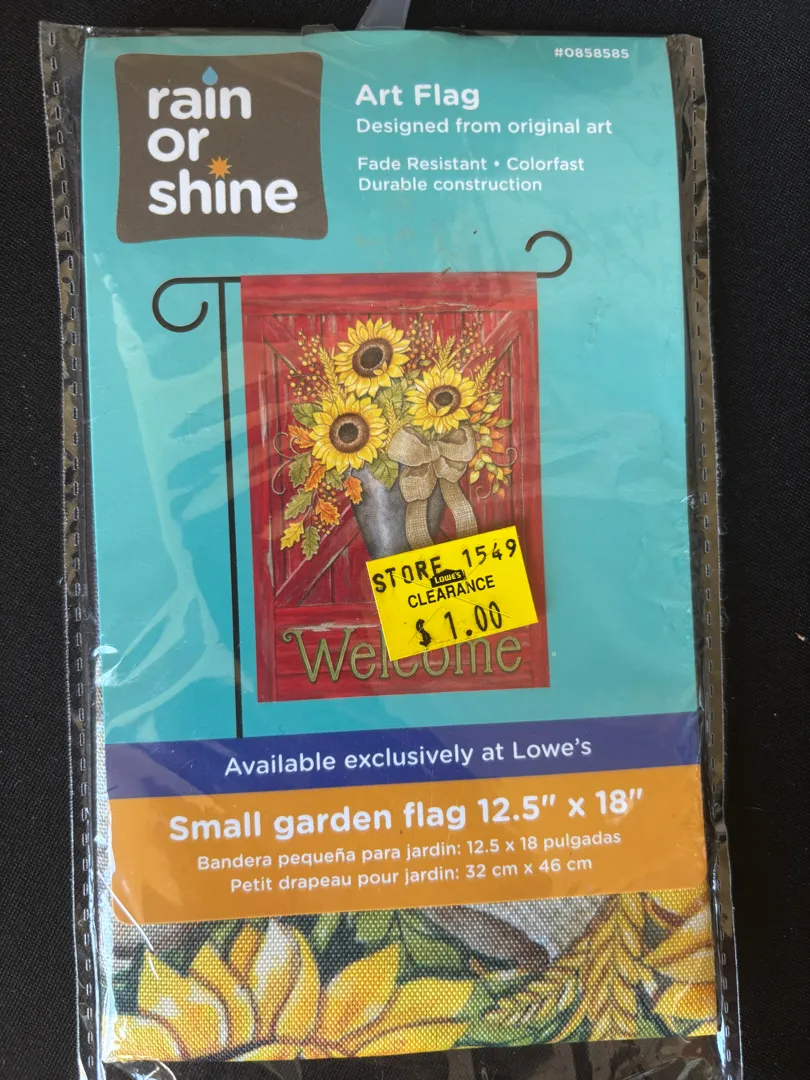 #0858585
rain
or
shine
Art Flag
Designed from original art
Fade Resistant • Colorfast
Durable construction
STORE 1549
LOWE'S
CLEARANCE
$ 1.00
Welcome
Available exclusively at Lowe's
Small garden flag 12.5" x 18"
Bandera pequeña para jardin: 12.5 x 18 pulgadas
Petit drapeau pour jardin: 32 cm x 46 cm